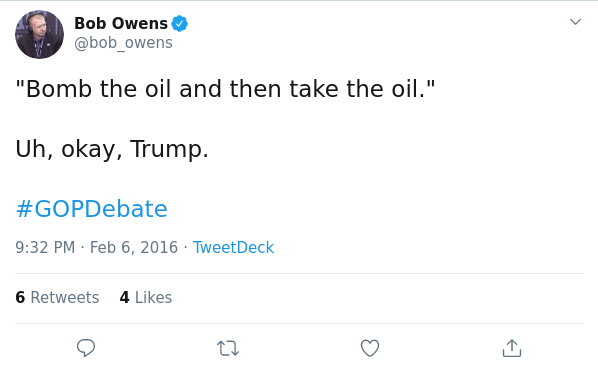 Bob Owens
@bob_owens
"Bomb the oil and then take the oil."
Uh, okay, Trump.
#GOPDebate
9:32 PM · Feb 6, 2016 · TweetDeck
6 Retweets 4 Likes